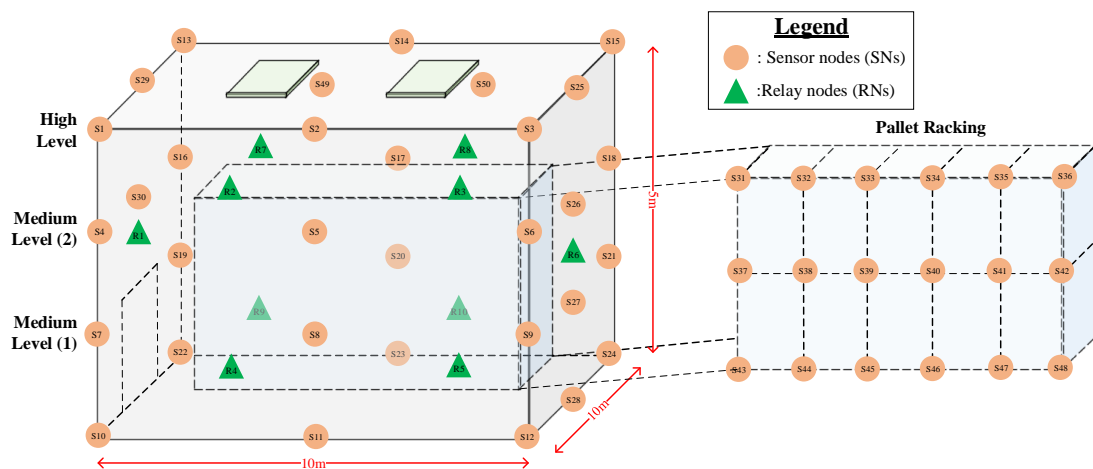 S13
S14
S15
Legend
: Sensor nodes (SNs)
:Relay nodes (RNs)
S29
S49
S50
S25
High
Level
S1
S2
S3
Pallet Racking
R7
R8
S16
S17
S18
S31
S32
S33
S34
S35
S36
R2
R3
S30
S26
5m
Medium
Level (2)
S4
R1
S5
S6
S19
S20
R6
S21
S37
S38
S39
S40
S41
S42
R9
R10
S27
Medium
Level (1)
S7
S8
S9
S22
S23
S24
R4
R5
S43
S44
S45
S46
S47
S48
S28
10m
S10
S11
S12
10m